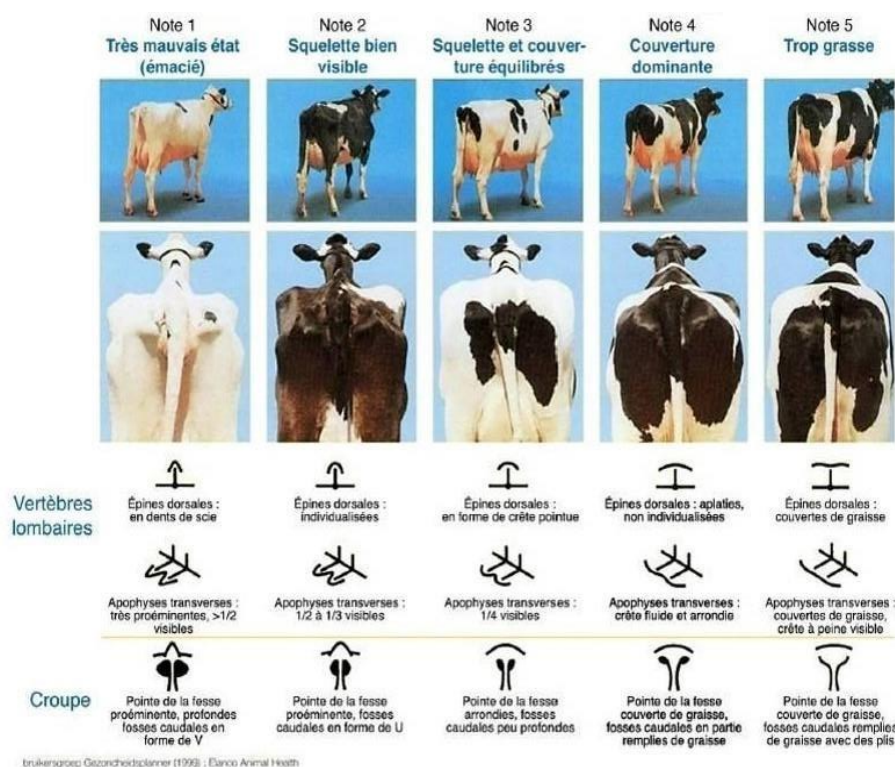 Note 1
Très mauvais état
(émacié)
Note 2
Squelette bien
visible
Note 3
Squelette et couver-
ture équilibrés
Note 4
Couverture
dominante
Note 5
Trop grasse
Vertèbres
lombaires
Épines dorsales :
en dents de scie
Épines dorsales :
individualisées
Épines dorsales :
en forme de crête pointue
Épines dorsales : aplaties,
non individualisées
Épines dorsales :
couvertes de graisse
Apophyses transverses :
très proéminentes, >1/2
visibles
Apophyses transverses :
1/2 à 1/3 visibles
Apophyses transverses :
1/4 visibles
Apophyses transverses :
crête fluide et arrondie
Apophyses transverses :
couvertes de graisse,
crête à peine visible
Croupe
Pointe de la fesse
proéminente, profondes
fosses caudales en
forme de V
Pointe de la fesse
proéminente, fosses
caudales en forme de U
Pointe de la fesse
arrondies, fosses
caudales peu profondes
Pointe de la fesse
couverte de graisse,
fosses caudales en partie
remplies de graisse
Pointe de la fesse
couverte de graisse,
fosses caudales remplies
de graisse avec des plis
bruikersgroep Gezondheidsplanner (1999) ; Elanco Animal Health